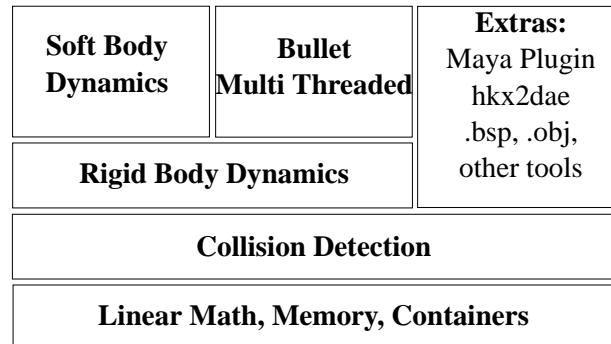 Soft Body
Dynamics
Bullet
Multi Threaded
Extras:
Maya Plugin
hkx2dae
.bsp, .obj,
other tools
Rigid Body Dynamics
Collision Detection
Linear Math, Memory, Containers